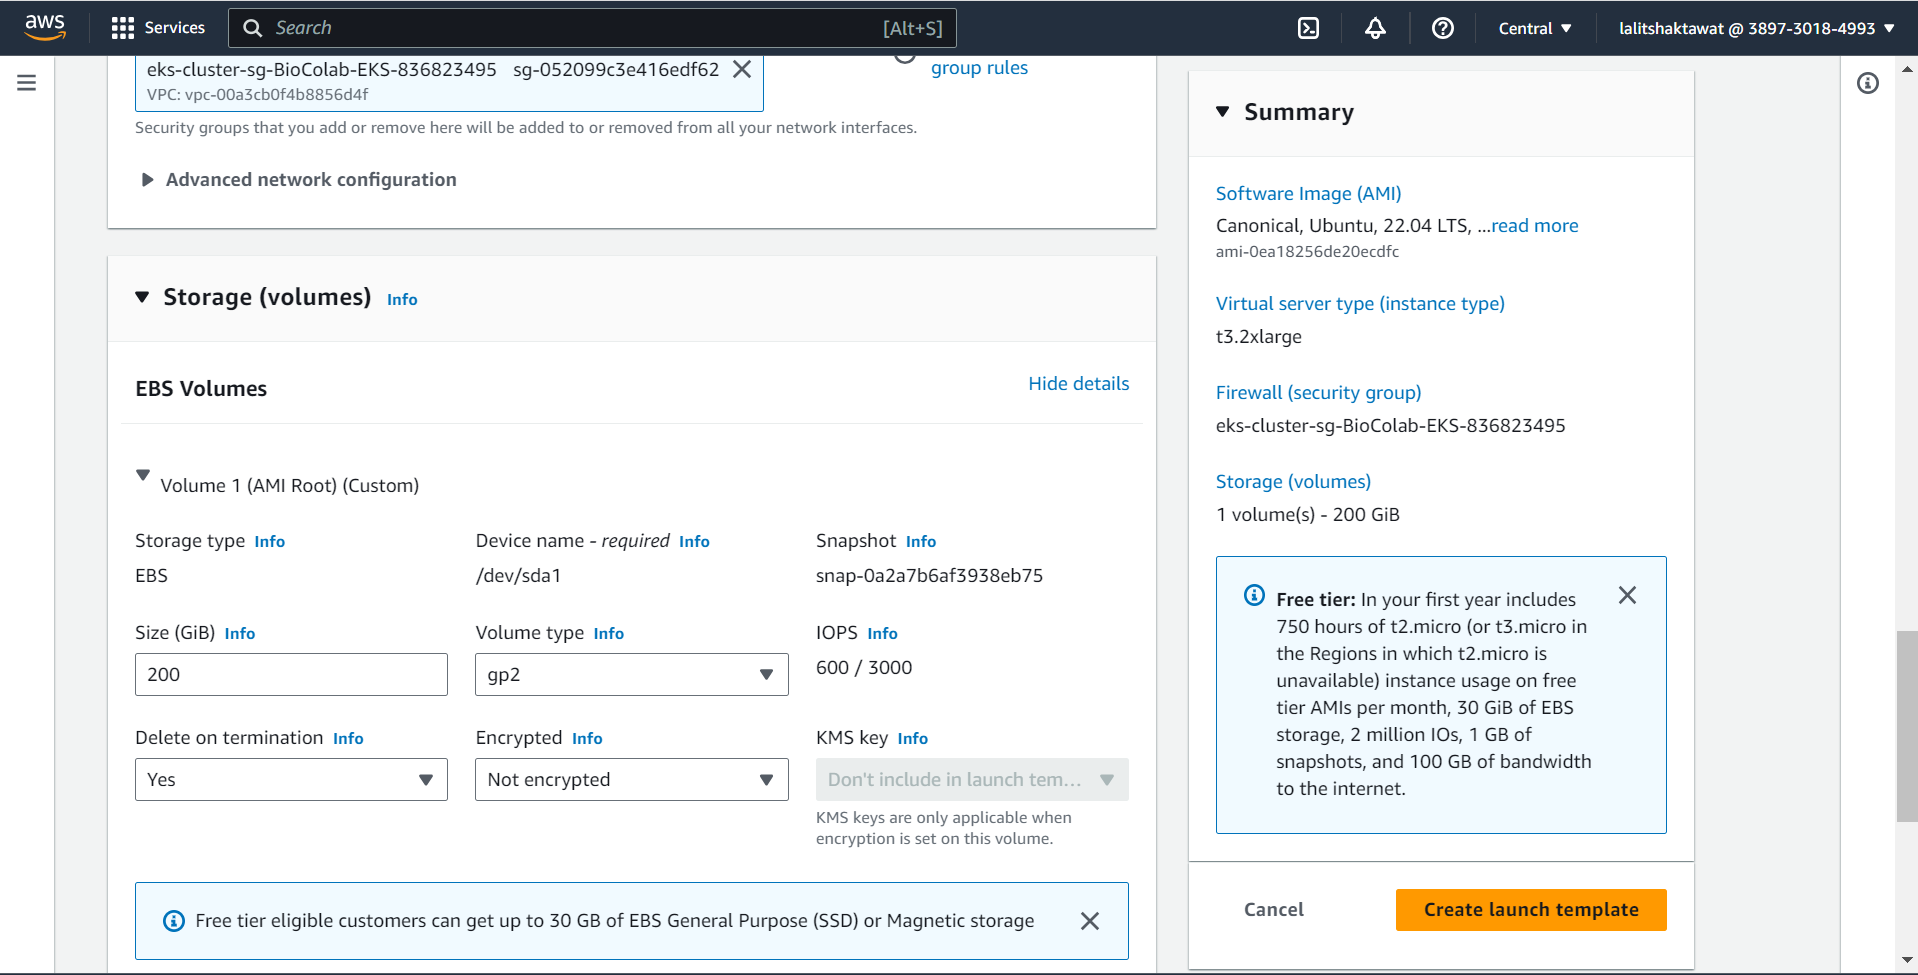 aws
Services
Search
[Alt+S]
Central
lalitshaktawat @ 3897-3018-4993
eks-cluster-sg-BioColab-EKS-836823495 sg-052099c3e416edf62
VPC: vpc-00a3cb0f4b8856d4f
group rules
Security groups that you add or remove here will be added to or removed from all your network interfaces.
Advanced network configuration
Storage (volumes) Info
EBS Volumes
Hide details
Volume 1 (AMI Root) (Custom)
Storage type Info
EBS
Device name - required Info
/dev/sda1
Snapshot Info
snap-0a2a7b6af3938eb75
Size (GiB) Info
200
Volume type Info
gp2
IOPS Info
600 / 3000
Delete on termination Info
Yes
Encrypted Info
Not encrypted
KMS key Info
Don't include in launch tem...
KMS keys are only applicable when
encryption is set on this volume.
Free tier eligible customers can get up to 30 GB of EBS General Purpose (SSD) or Magnetic storage
Summary
Software Image (AMI)
Canonical, Ubuntu, 22.04 LTS, ...read more
ami-0ea18256de20ecdfc
Virtual server type (instance type)
t3.2xlarge
Firewall (security group)
eks-cluster-sg-BioColab-EKS-836823495
Storage (volumes)
1 volume(s) - 200 GiB
Free tier: In your first year includes
750 hours of t2.micro (or t3.micro in
the Regions in which t2.micro is
unavailable) instance usage on free
tier AMIs per month, 30 GiB of EBS
storage, 2 million IOs, 1 GB of
snapshots, and 100 GB of bandwidth
to the internet.
Cancel
Create launch template